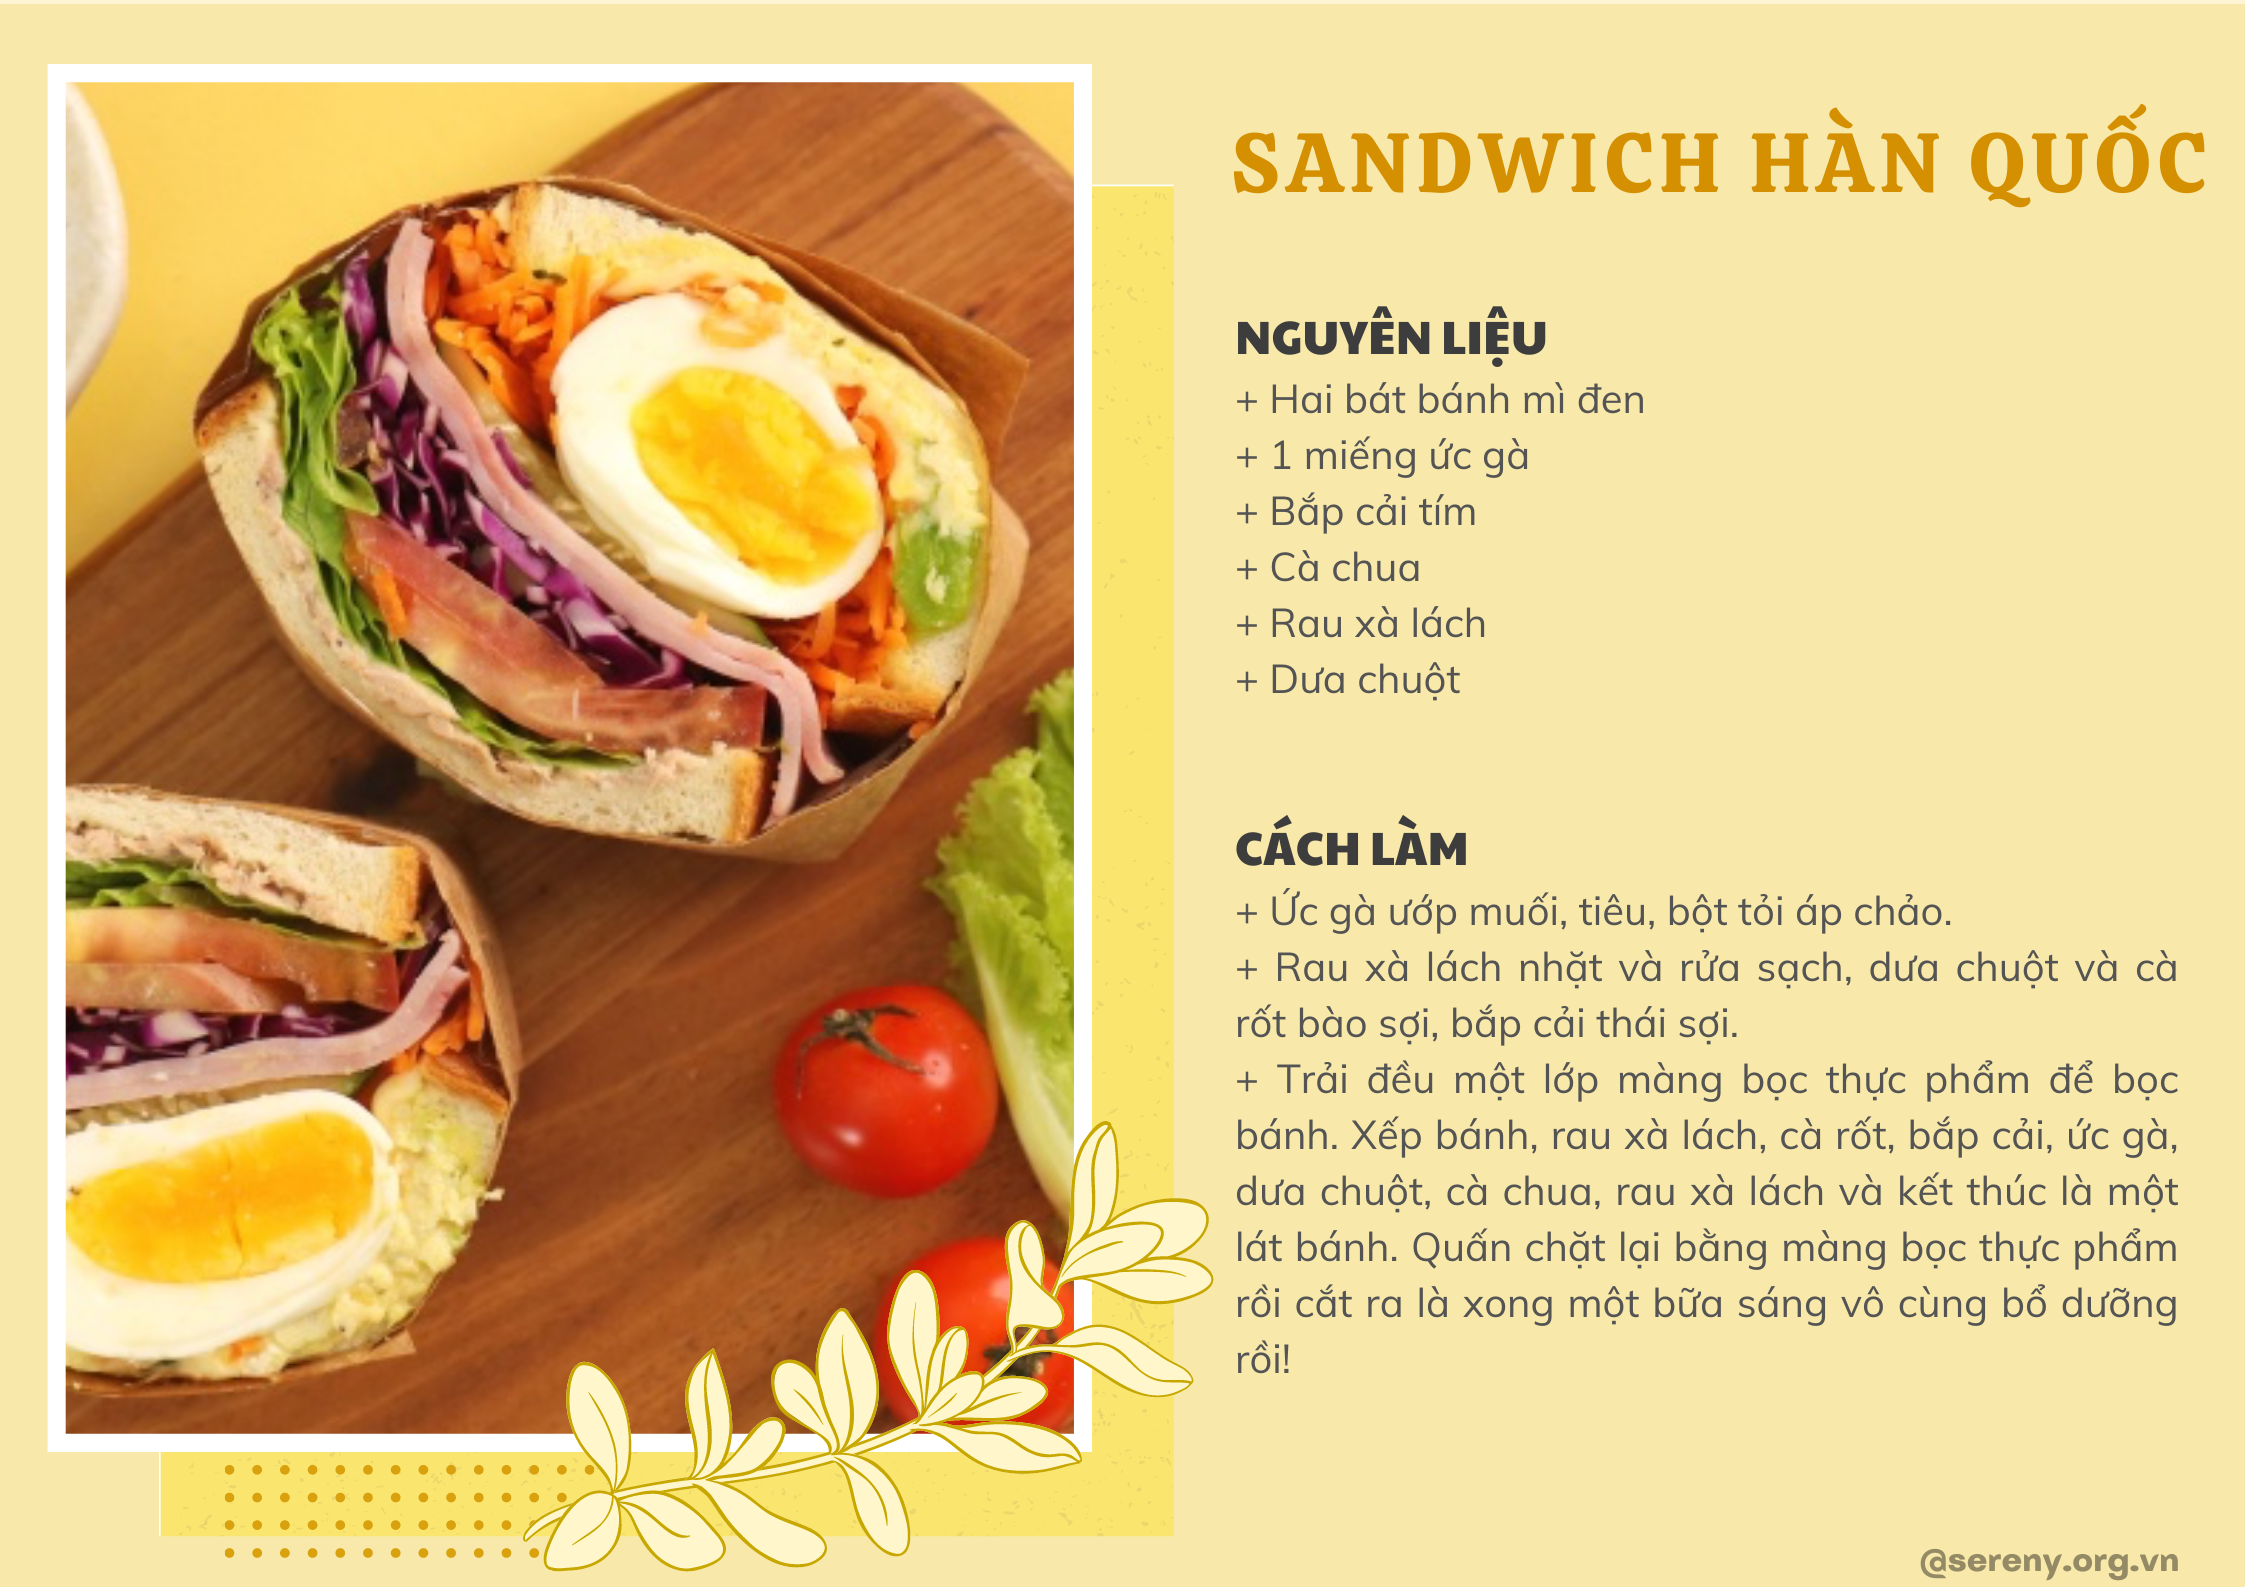 SANDWICH HÀN QUỐC
NGUYÊN LIỆU
+ Hai bát bánh mì đen
+ 1 miếng ức gà
+ Bắp cải tím
+ Cà chua
+ Rau xà lách
+ Dưa chuột
CÁCH LÀM
+ Ức gà ướp muối, tiêu, bột tỏi áp chảo.
+ Rau xà lách nhặt và rửa sạch, dưa chuột và cà
rốt bào sợi, bắp cải thái sợi.
+ Trải đều một lớp màng bọc thực phẩm để bọc
bánh. Xếp bánh, rau xà lách, cà rốt, bắp cải, ức gà,
dưa chuột, cà chua, rau xà lách và kết thúc là một
lát bánh. Quấn chặt lại bằng màng bọc thực phẩm
rồi cắt ra là xong một bữa sáng vô cùng bổ dưỡng
rồi!
@sereny.org.vn